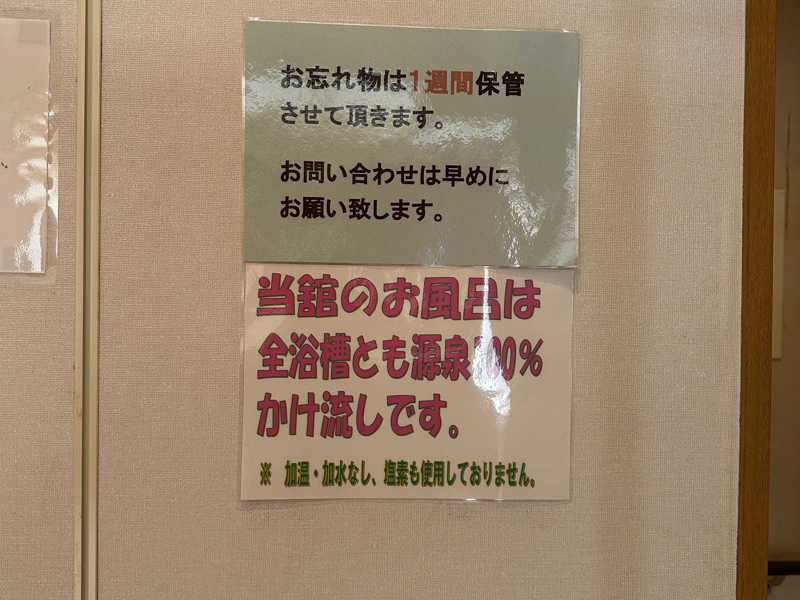 お忘れ物は1週間保管
させて頂きます。
お問い合わせは早めに
お願い致します。
当舘のお風呂は
全浴槽とも源泉100%
かけ流しです。
※ 加温・加水なし、塩素も使用しておりません。